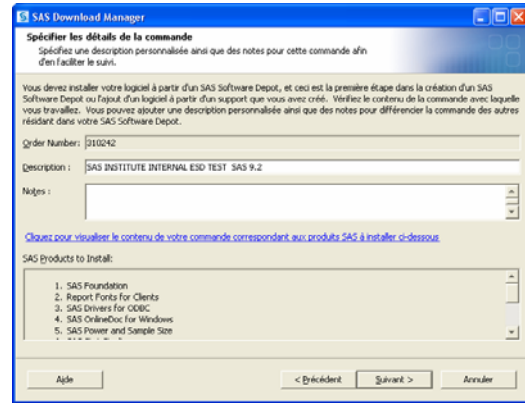 SAS Download Manager
Spécifier les détails de la commande
Spécifiez une description personnalisée ainsi que des notes pour cette commande afin
d'en faciliter le suivi.
Vous devez installer votre logiciel à partir d'un SAS Software Depot, et ceci est la première étape dans la création d'un SAS
Software Depot ou l'ajout d'un logiciel à partir d'un support que vous avez créé. Vérifiez le contenu de la commande avec laquelle
vous travaillez. Vous pouvez ajouter une description personnalisée ainsi que des notes pour différencier la commande des autres
résidant dans votre SAS Software Depot.
Order Number: 310242
Description : SAS INSTITUTE INTERNAL ESD TEST SAS 9.2
Notes :
Cliquez pour visualiser le contenu de votre commande correspondant aux produits SAS à installer ci-dessous
SAS Products to Install:
1. SAS Foundation
2. Report Fonts for Clients
3. SAS Drivers for ODBC
4. SAS OnlineDoc for Windows
5. SAS Power and Sample Size
Aide
< Précédent
Suivant >
Annuler